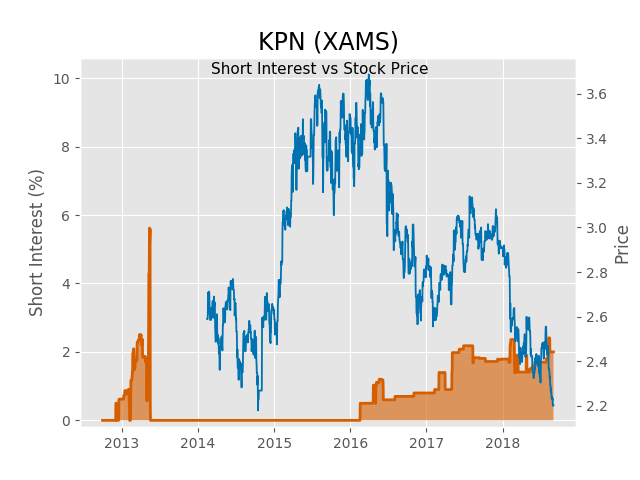 KPN (XAMS)
Short Interest vs Stock Price
Short Interest (%)
10
8
6
4
2
0
3.6
3.4
3.2
3.0
2.8
2.6
2.4
2.2
Price
2013 2014 2015 2016 2017 2018